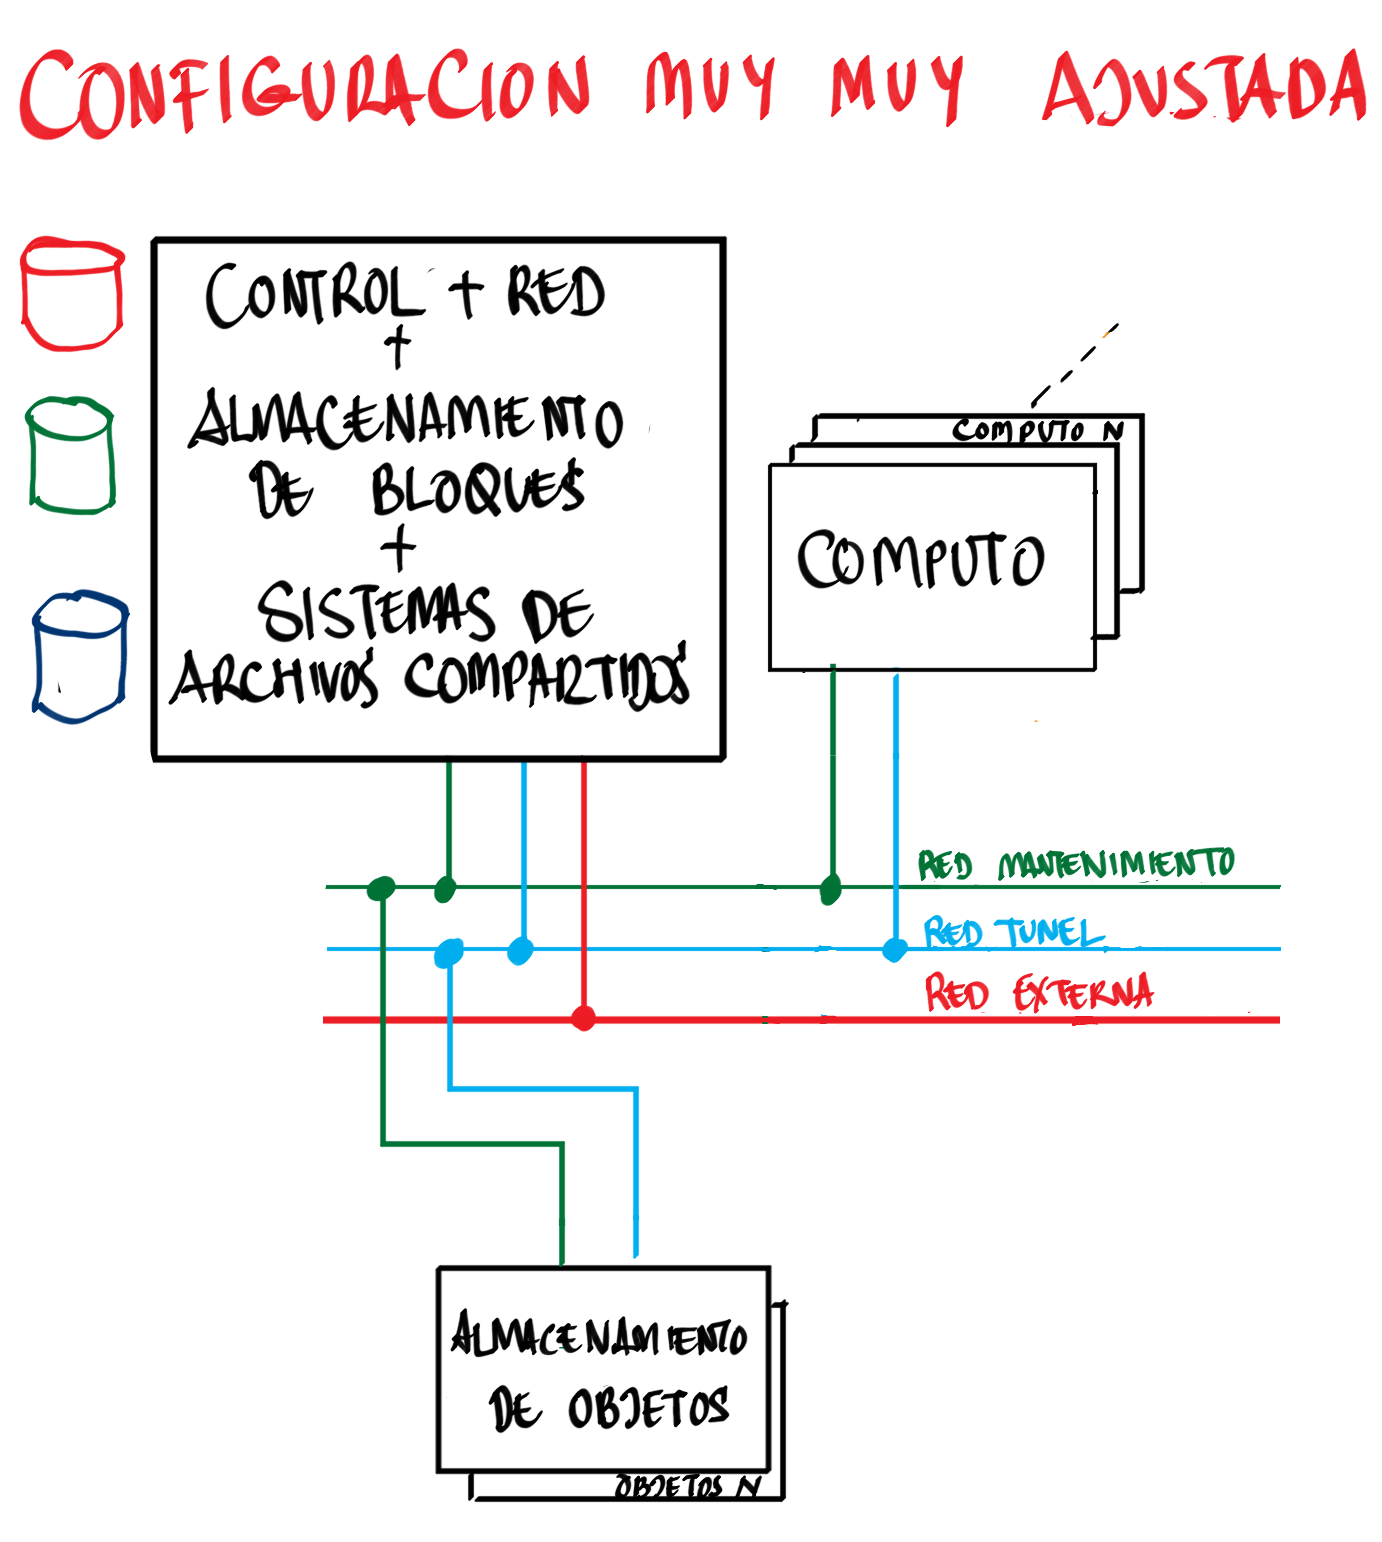 CONFIGURACION MUY MUY AJUSTADA
CONTROL + RED
+
ALMACENAMIENTO
DE BLOQUES
+
SISTEMAS DE
ARCHIVOS COMPARTIDOS
COMPUTO N
COMPUTO
RED MANTENIMIENTO
RED TUNEL
RED EXTERNA
ALMACENAMIENTO
DE OBJETOS
OBJETOS N